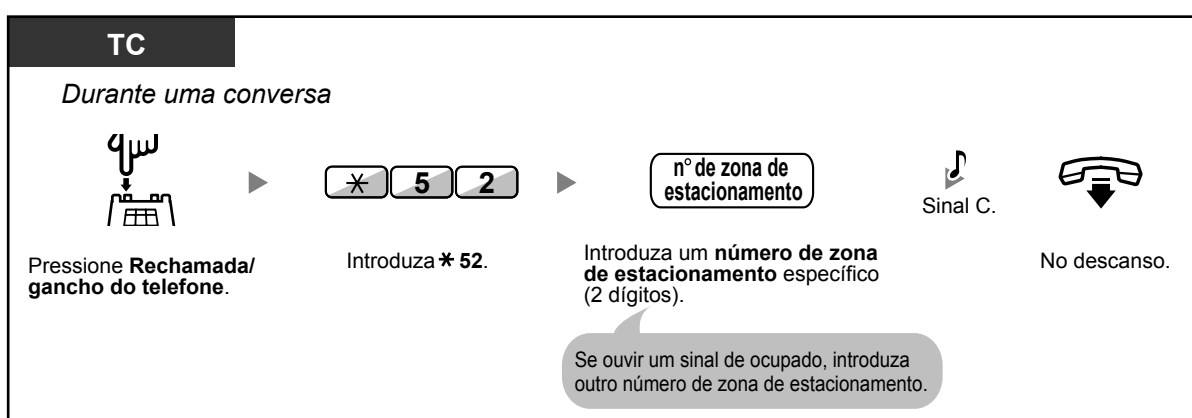 TC
Durante uma conversa
* 5 2
n° de zona de
estacionamento
Sinal C.
Pressione Rechamada/
gancho do telefone.
Introduza * 52.
Introduza um número de zona
de estacionamento específico
(2 dígitos).
No descanso.
Se ouvir um sinal de ocupado, introduza
outro número de zona de estacionamento.